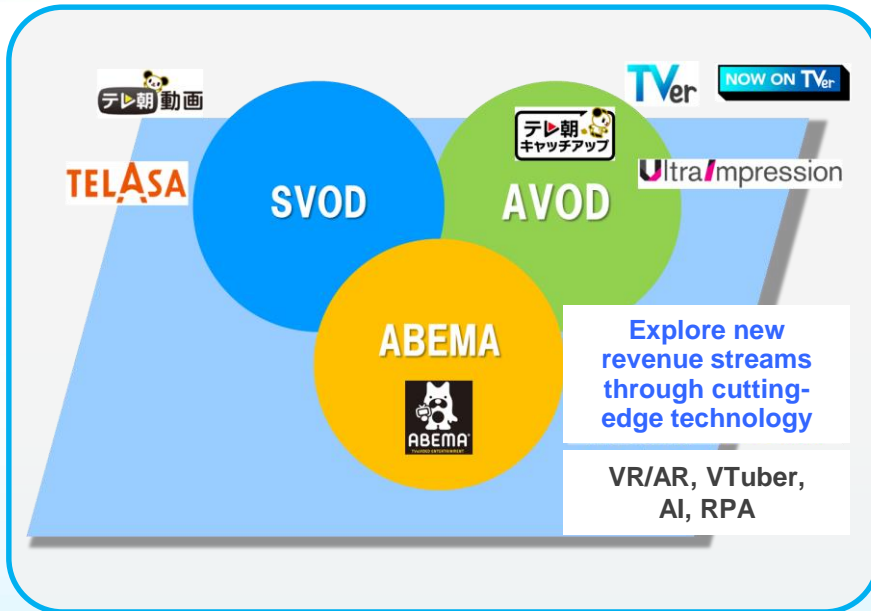 テレ朝動画
TVer
NOW ON TVer
テレ朝
キャッチアップ
UltraImpression
TELASA
SVOD
AVOD
ABEMA
ABEMA
Explore new
revenue streams
through cutting-
edge technology
VR/AR, VTuber,
AI, RPA